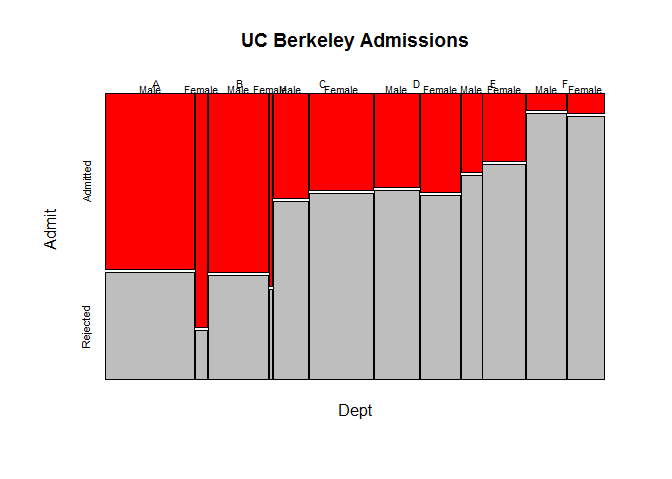 UC Berkeley Admissions
A B C D E F
Male Female Male Female Male Female Male Female Male Female Male Female
Admitted
Admit
Rejected
Dept